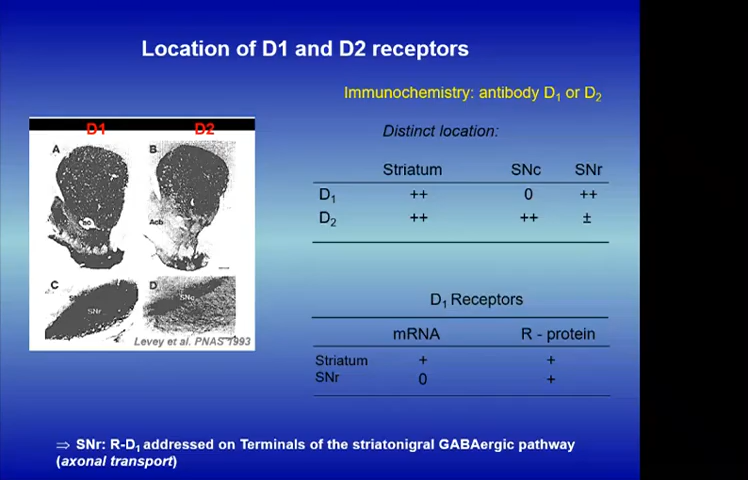 Location of D1 and D2 receptors
Immunochemistry: antibody D1 or D2
Distinct location:
Striatum SNc SNr
D1 ++ 0 ++
D2 ++ ++ ±
D1 D2
A B
ac Acb
C D
SNr SNc
Levey et al. PNAS 1993
D1 Receptors
mRNA R - protein
Striatum + +
SNr 0 +
⇒ SNr: R-D1 addressed on Terminals of the striatonigral GABAergic pathway
(axonal transport)